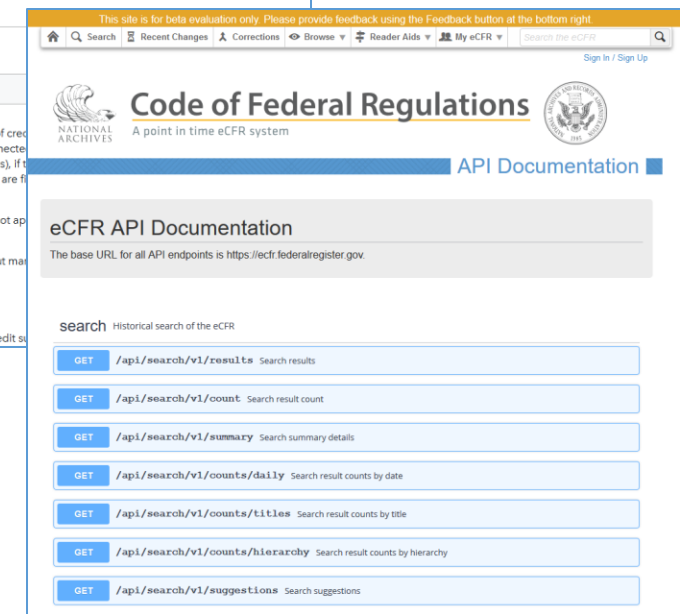 This site is for beta evaluation only. Please provide feedback using the Feedback button at the bottom right.
Search Recent Changes Corrections Browse Reader Aids My eCFR Search the eCFR
Sign In / Sign Up
NATIONAL ARCHIVES
Code of Federal Regulations
A point in time eCFR system
API Documentation
eCFR API Documentation
The base URL for all API endpoints is https://ecfr.federalregister.gov.
search Historical search of the eCFR
GET /api/search/v1/results Search results
GET /api/search/v1/count Search result count
GET /api/search/v1/summary Search summary details
GET /api/search/v1/counts/daily Search result counts by date
GET /api/search/v1/counts/titles Search result counts by title
GET /api/search/v1/counts/hierarchy Search result counts by hierarchy
GET /api/search/v1/suggestions Search suggestions